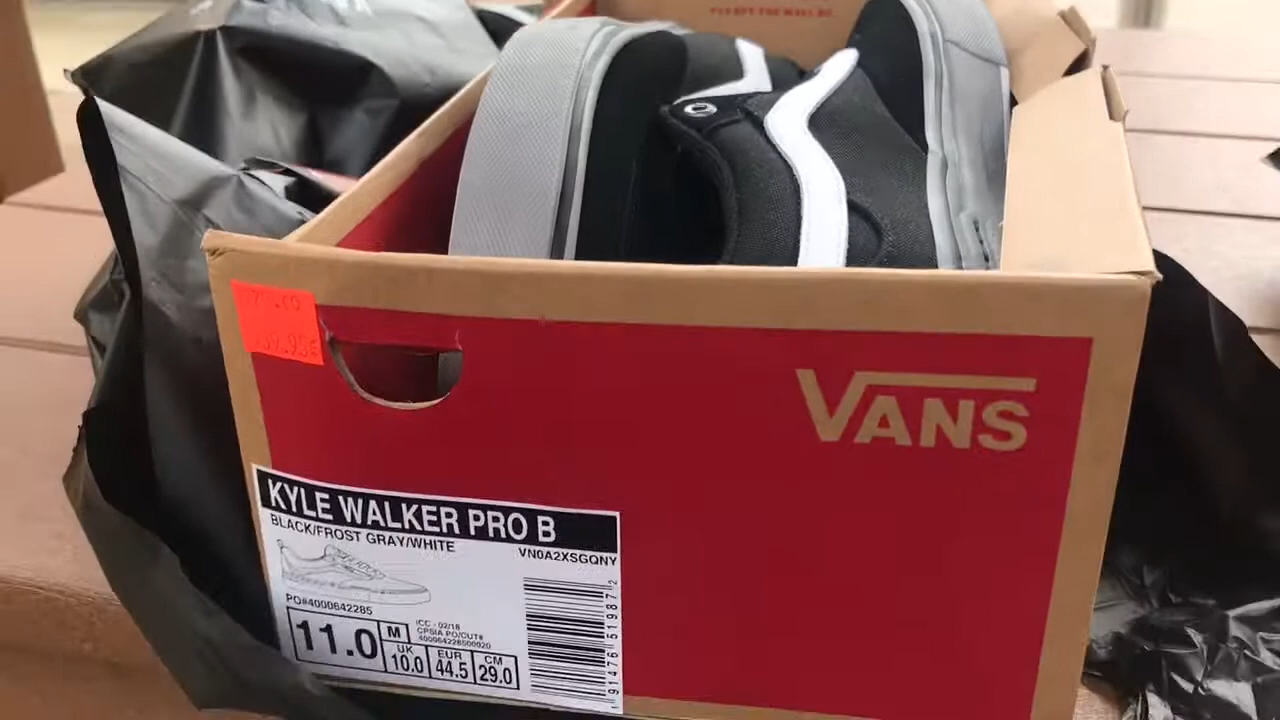 VANS
KYLE WALKER PRO B
BLACK/FROST GRAY/WHITE
VN0A2XSGQNY
PO#4000642285
11.0
M
ICC - 02/18
CPSIA PO/CUT#
UK
10.0
EUR
44.5
CM
29.0